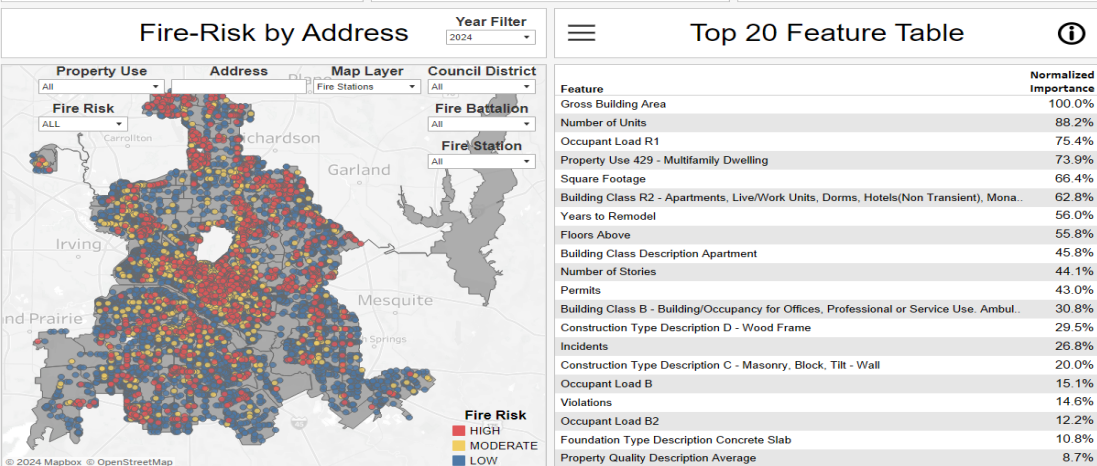 Fire-Risk by Address
Year Filter
2024
Property Use
All
Address
Map Layer
Fire Stations
Council District
All
Fire Risk
ALL
Fire Battalion
All
Fire Station
All
Plano
Carrollton
ichardson
Garland
Irving
Mesquite
nd Prairie
n Springs
Fire Risk
HIGH
MODERATE
LOW
© 2024 Mapbox © OpenStreetMap
Top 20 Feature Table
Feature Normalized Importance
Gross Building Area 100.0%
Number of Units 88.2%
Occupant Load R1 75.4%
Property Use 429 - Multifamily Dwelling 73.9%
Square Footage 66.4%
Building Class R2 - Apartments, Live/Work Units, Dorms, Hotels(Non Transient), Mona.. 62.8%
Years to Remodel 56.0%
Floors Above 55.8%
Building Class Description Apartment 45.8%
Number of Stories 44.1%
Permits 43.0%
Building Class B - Building/Occupancy for Offices, Professional or Service Use. Ambul.. 30.8%
Construction Type Description D - Wood Frame 29.5%
Incidents 26.8%
Construction Type Description C - Masonry, Block, Tilt - Wall 20.0%
Occupant Load B 15.1%
Violations 14.6%
Occupant Load B2 12.2%
Foundation Type Description Concrete Slab 10.8%
Property Quality Description Average 8.7%